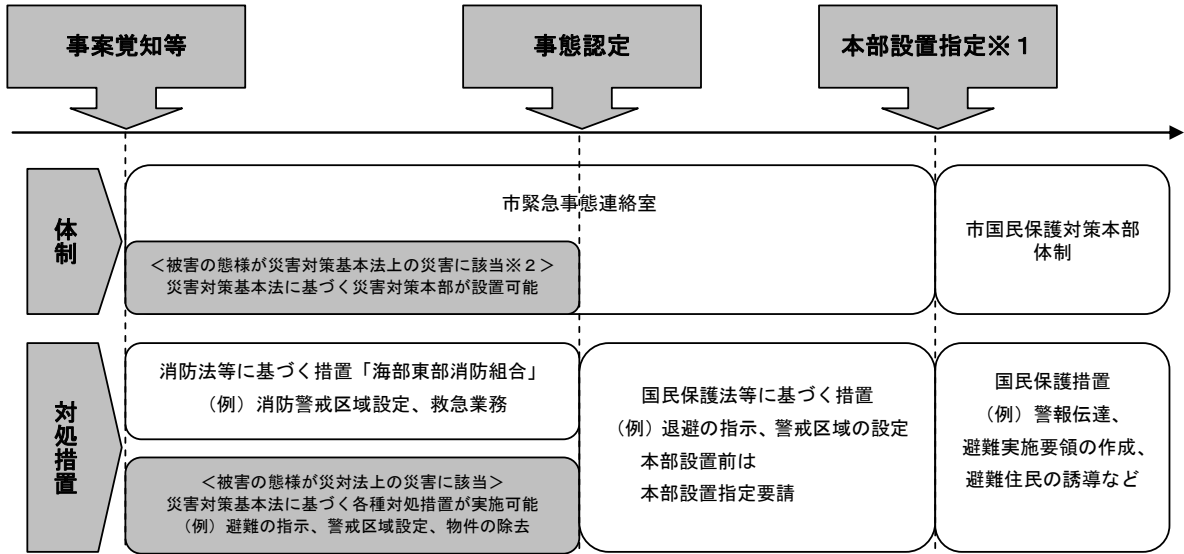 事案覚知等
事態認定
本部設置指定※１
体制
市緊急事態連絡室
＜被害の態様が災害対策基本法上の災害に該当※２＞
災害対策基本法に基づく災害対策本部が設置可能
市国民保護対策本部
体制
対処措置
消防法等に基づく措置「海部東部消防組合」
（例）消防警戒区域設定、救急業務
＜被害の態様が災対法上の災害に該当＞
災害対策基本法に基づく各種対処措置が実施可能
（例）避難の指示、警戒区域設定、物件の除去
国民保護法等に基づく措置
（例）退避の指示、警戒区域の設定
本部設置前は
本部設置指定要請
国民保護措置
（例）警報伝達、
避難実施要領の作成、
避難住民の誘導など